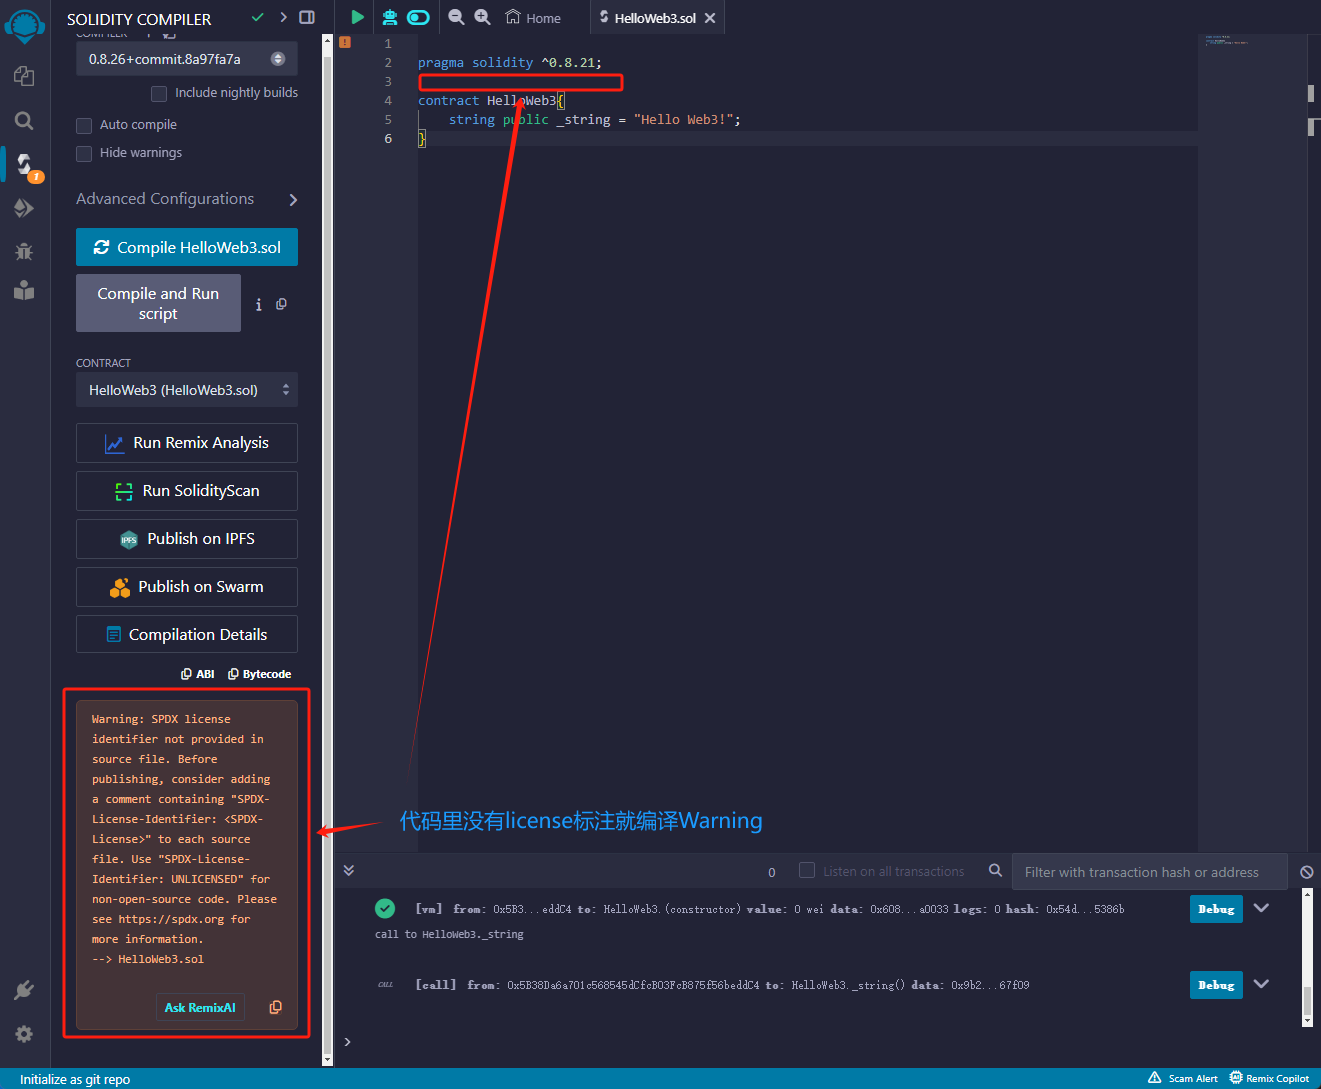 SOLIDITY COMPILER
COMPILER
0.8.26+commit.8a97fa7a
Include nightly builds
Auto compile
Hide warnings
Advanced Configurations
Compile HelloWeb3.sol
Compile and Run
script
i
CONTRACT
HelloWeb3 (HelloWeb3.sol)
Run Remix Analysis
Run SolidityScan
IPFS
Publish on IPFS
Publish on Swarm
Compilation Details
ABI Bytecode
Warning: SPDX license
identifier not provided in
source file. Before
publishing, consider adding
a comment containing "SPDX-
License-Identifier: <SPDX-
License>" to each source
file. Use "SPDX-License-
Identifier: UNLICENSED" for
non-open-source code. Please
see https://spdx.org for
more information.
--> HelloWeb3.sol
Ask RemixAI
1
Home
HelloWeb3.sol
1
2 pragma solidity ^0.8.21;
3
4 contract HelloWeb3{
5 string public _string = "Hello Web3!";
6 }
代码里没有license标注就编译Warning
0
Listen on all transactions
Filter with transaction hash or address
[vm] from: 0x5B3...eddC4 to: HelloWeb3.(constructor) value: 0 wei data: 0x608...a0033 logs: 0 hash: 0x54d...5386b
Debug
call to HelloWeb3._string
CALL
[call] from: 0x5B38Da6a701c568545dCfcB03FcB875f56beddC4 to: HelloWeb3._string() data: 0x9b2...67f09
Debug
>
Initialize as git repo
Scam Alert
Remix Copilot